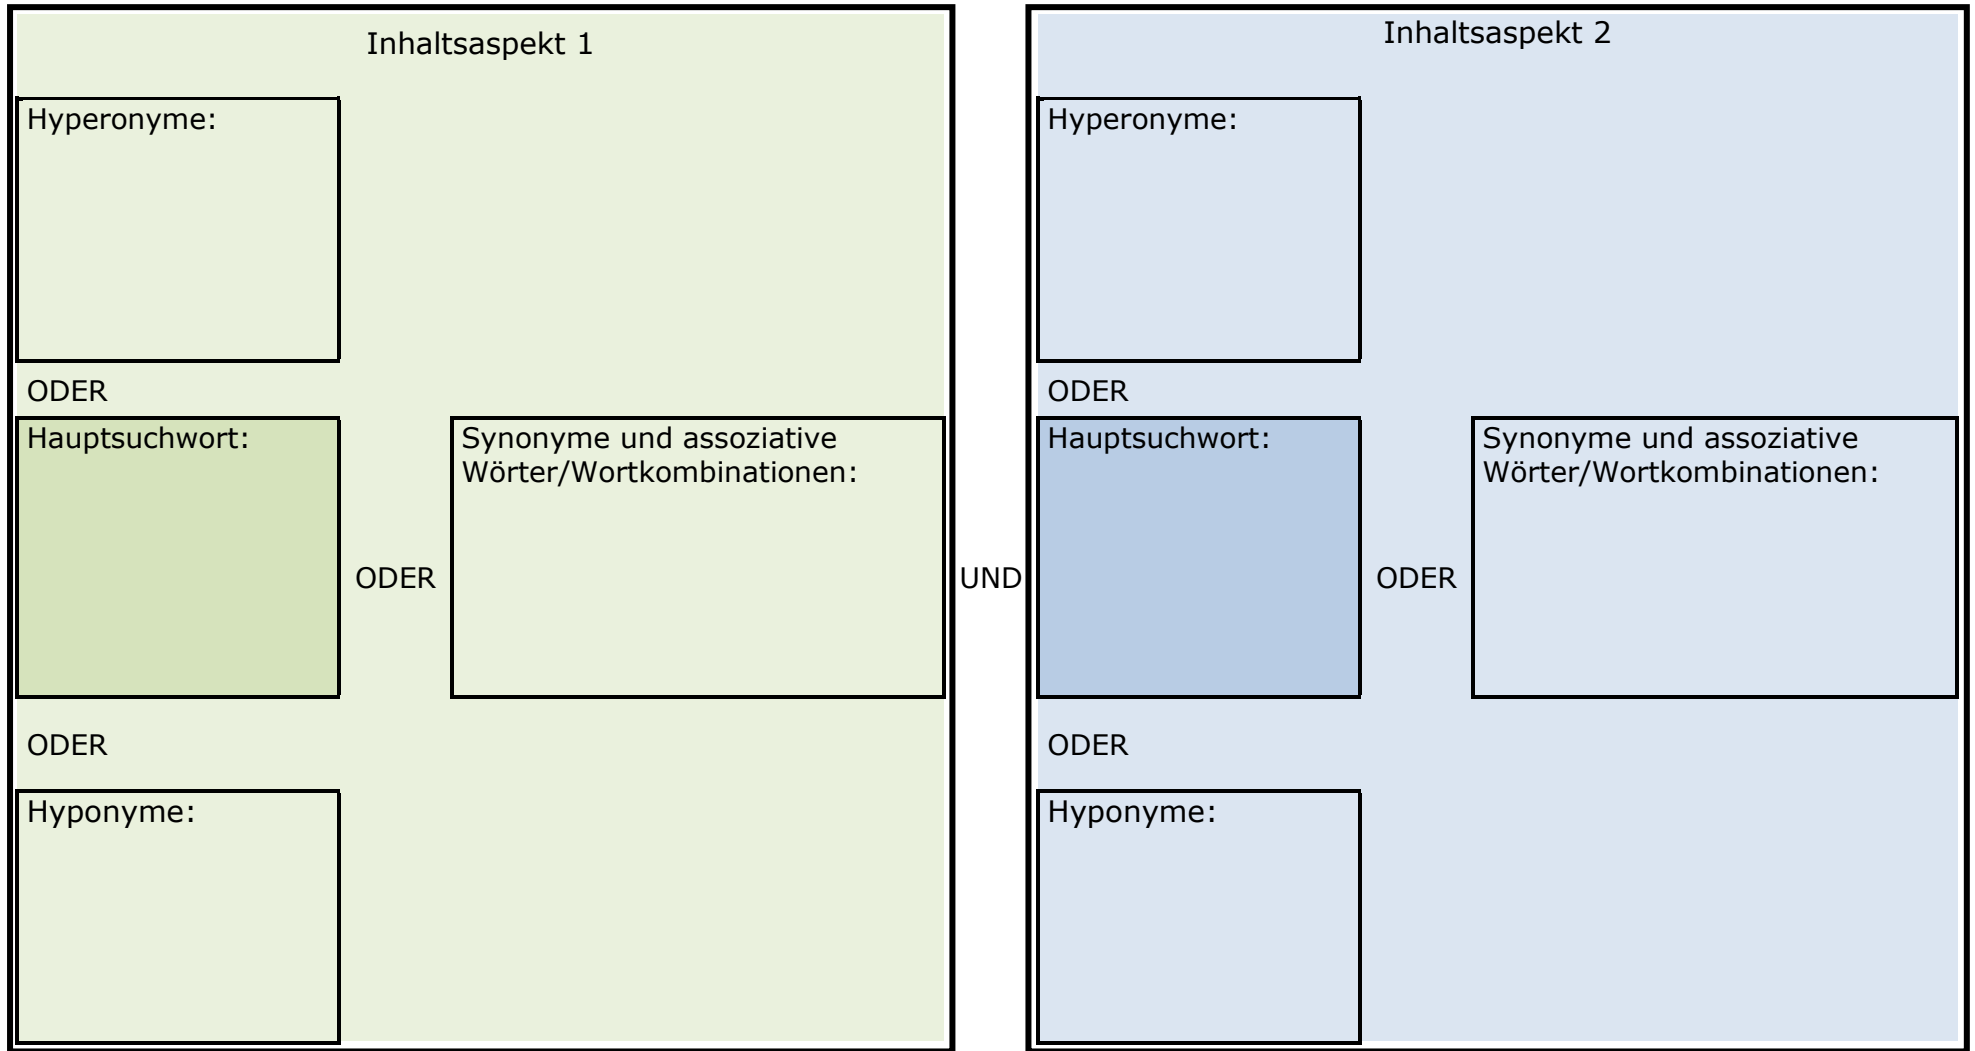 Inhaltsaspekt 1
Hyperonyme:
ODER
Hauptsuchwort:
ODER
Synonyme und assoziative
Wörter/Wortkombinationen:
ODER
Hyponyme:
UND
Inhaltsaspekt 2
Hyperonyme:
ODER
Hauptsuchwort:
ODER
Synonyme und assoziative
Wörter/Wortkombinationen:
ODER
Hyponyme: